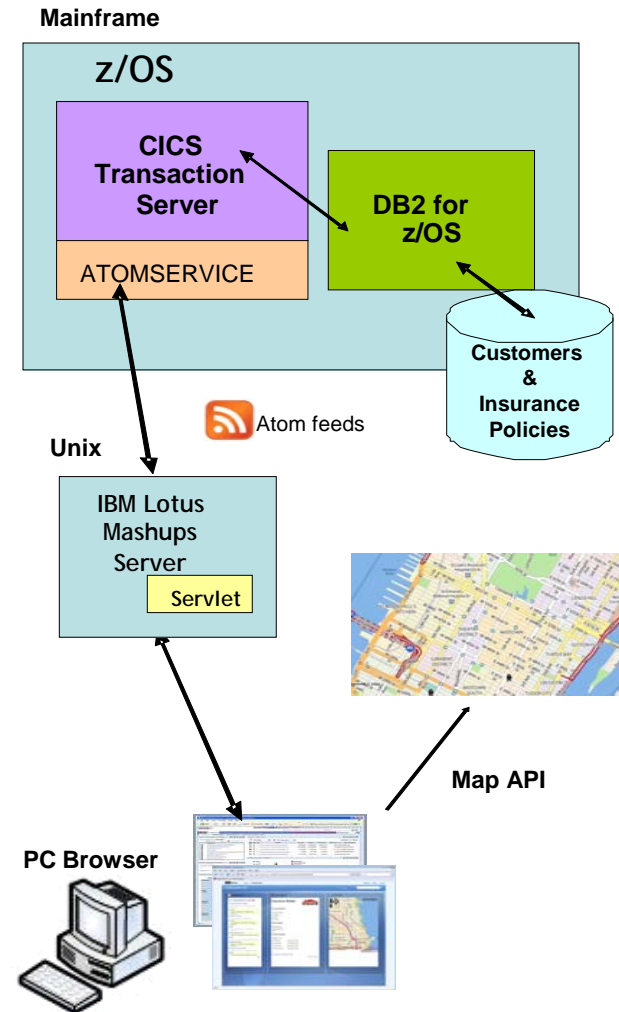 Mainframe
z/OS
CICS
Transaction
Server
DB2 for
z/OS
ATOMSERVICE
Customers
&
Insurance
Policies
Atom feeds
Unix
IBM Lotus
Mashups
Server
Servlet
Map API
PC Browser